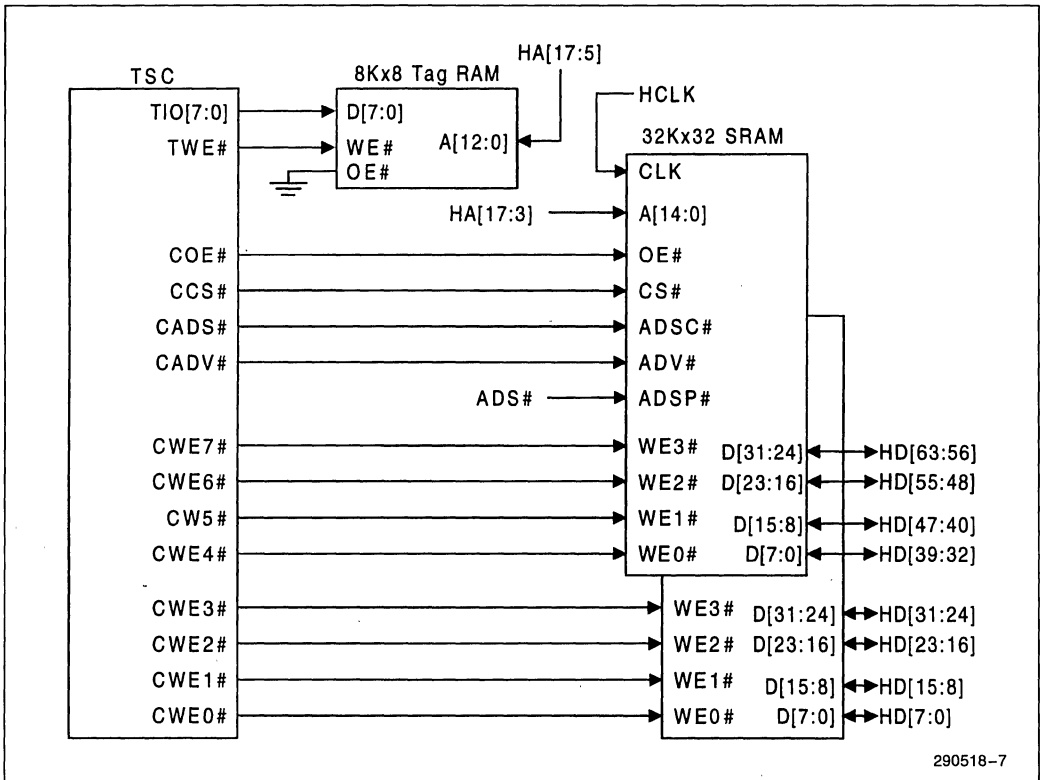 HA[17:5]
TSC
8Kx8 Tag RAM
TIO[7:0]
D[7:0]
HCLK
TWE#
WE#
A[12:0]
32Kx32 SRAM
OE#
CLK
HA[17:3]
A[14:0]
COE#
OE#
CCS#
CS#
CADS#
ADSC#
CADV#
ADV#
ADS#
ADSP#
CWE7#
WE3#
D[31:24]
HD[63:56]
CWE6#
WE2#
D[23:16]
HD[55:48]
CW5#
WE1#
D[15:8]
HD[47:40]
CWE4#
WE0#
D[7:0]
HD[39:32]
CWE3#
WE3#
D[31:24]
HD[31:24]
CWE2#
WE2#
D[23:16]
HD[23:16]
CWE1#
WE1#
D[15:8]
HD[15:8]
CWE0#
WE0#
D[7:0]
HD[7:0]
290518-7